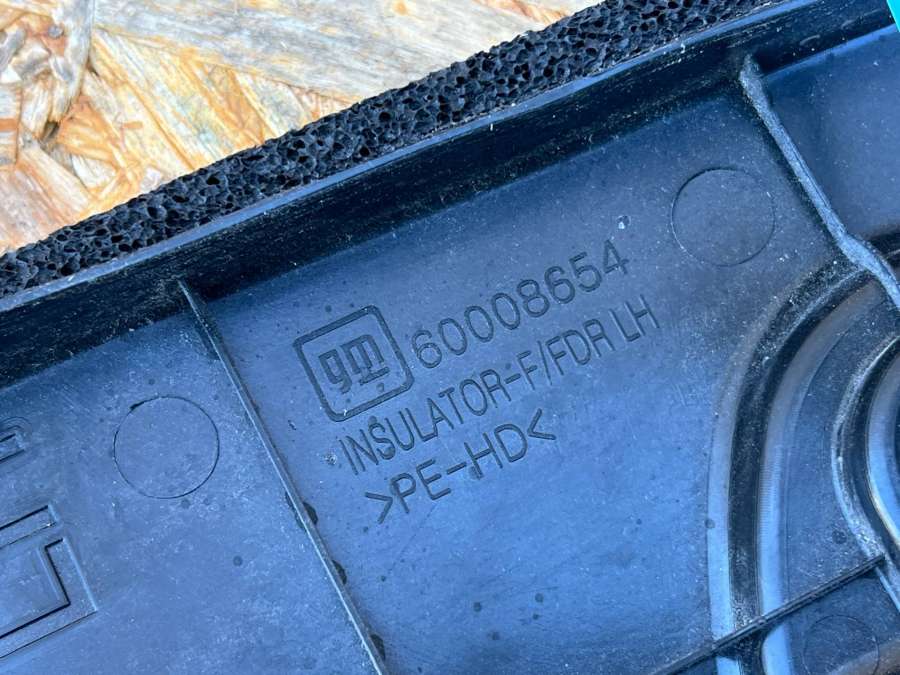 gm 60008654
INSULATOR-F/FDR LH
>PE-HD<